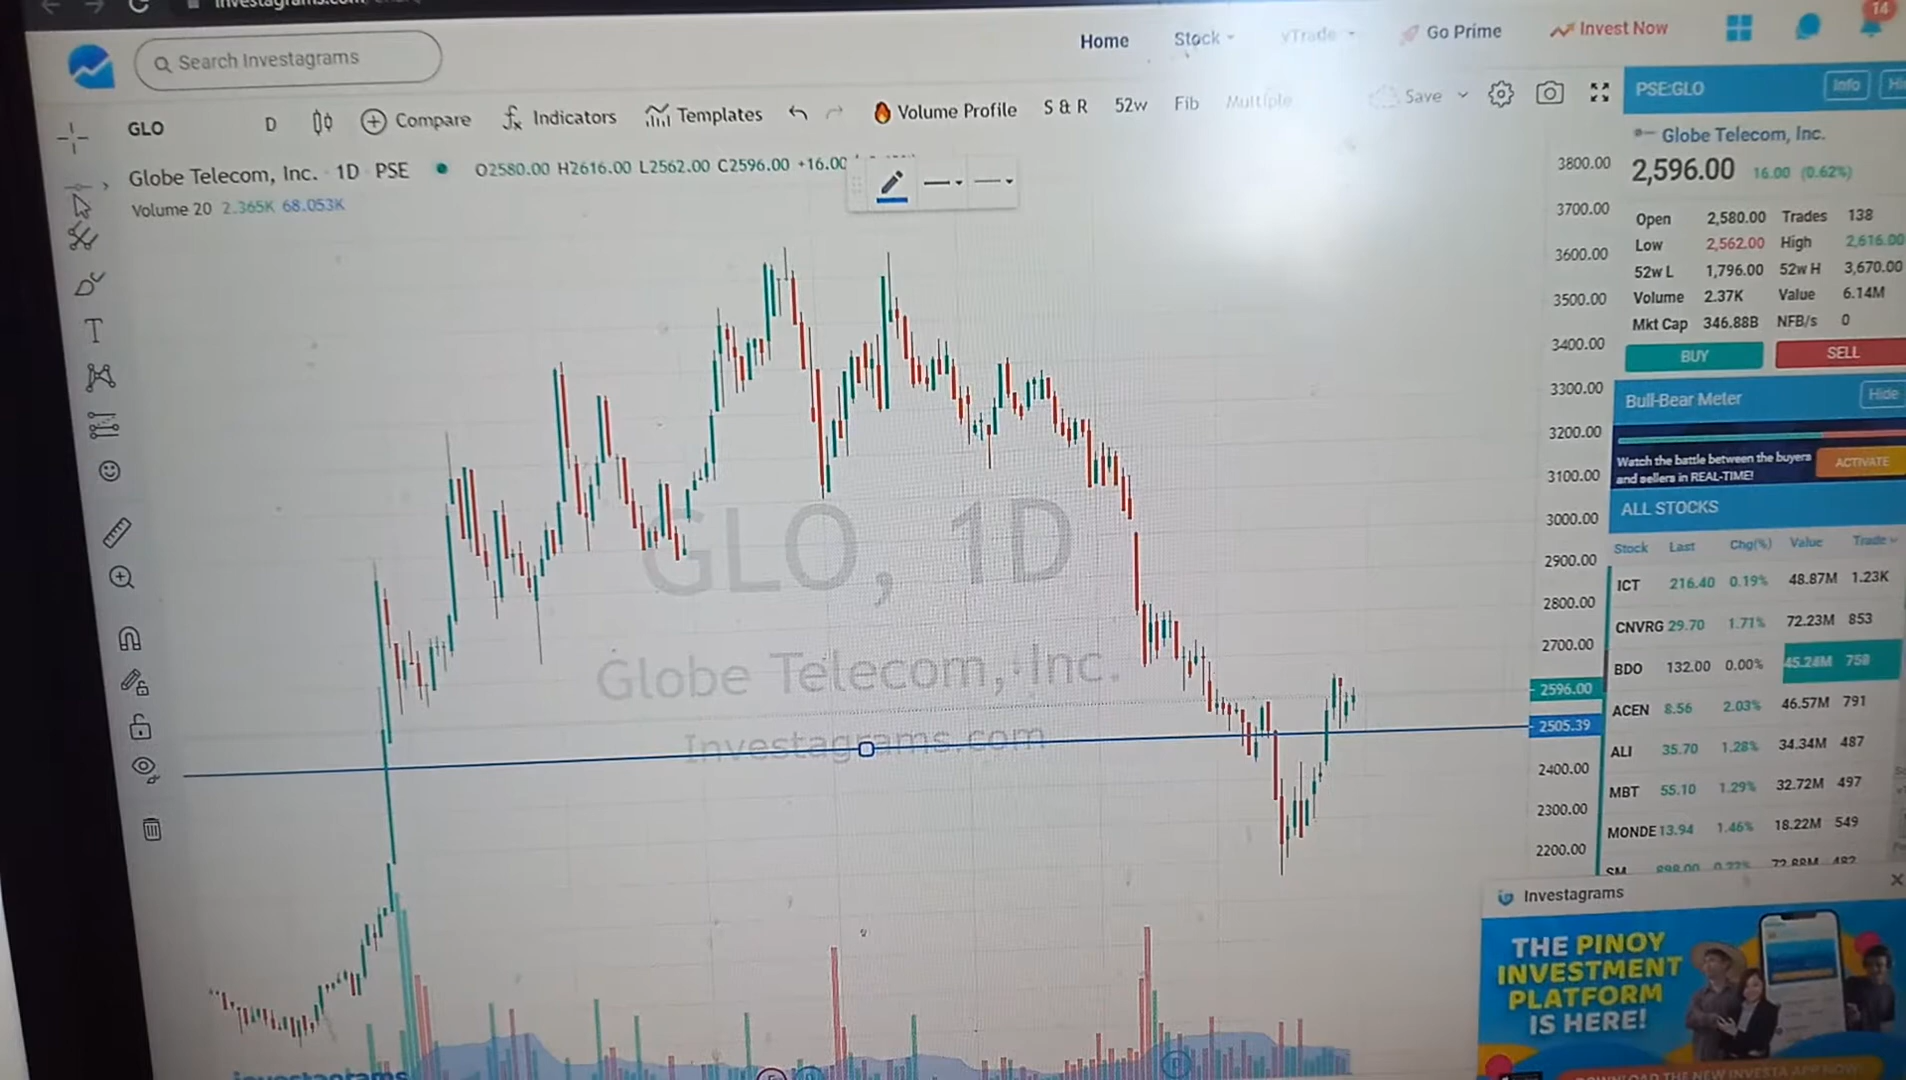 Search Investagrams
Home Stock vTrade Go Prime Invest Now 14
GLO D Compare Indicators Templates Volume Profile S & R 52w Fib Multiple Save
Globe Telecom, Inc. · 1D PSE O2580.00 H2616.00 L2562.00 C2596.00 +16.00
Volume 20 2.365K 68.053K
GLO, 1D
Globe Telecom, Inc.
Investagrams.com
3800.00
3700.00
3600.00
3500.00
3400.00
3300.00
3200.00
3100.00
3000.00
2900.00
2800.00
2700.00
2596.00
2505.39
2400.00
2300.00
2200.00
PSE:GLO Info
Globe Telecom, Inc.
2,596.00 16.00 (0.62%)
Open 2,580.00 Trades 138
Low 2,562.00 High 2,616.00
52w L 1,796.00 52w H 3,670.00
Volume 2.37K Value 6.14M
Mkt Cap 346.88B NFB/s 0
BUY SELL
Bull-Bear Meter Hide
Watch the battle between the buyers
and sellers in REAL-TIME! ACTIVATE
ALL STOCKS
Stock Last Chg(%) Value Trade
ICT 216.40 0.19% 48.87M 1.23K
CNVRG 29.70 1.71% 72.23M 853
BDO 132.00 0.00% 45.24M 758
ACEN 8.56 2.03% 46.57M 791
ALI 35.70 1.28% 34.34M 487
MBT 55.10 1.29% 32.72M 497
MONDE 13.94 1.46% 18.22M 549
SM
Investagrams
THE PINOY
INVESTMENT
PLATFORM
IS HERE!